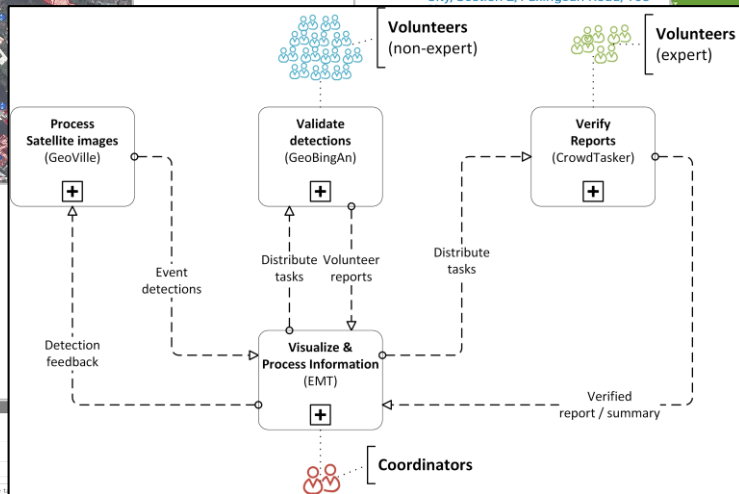 Volunteers
(non-expert)
Volunteers
(expert)
Process
Satellite images
(GeoVille)
Validate
detections
(GeoBingAn)
Verify
Reports
(CrowdTasker)
Event
detections
Distribute
tasks
Volunteer
reports
Distribute
tasks
Detection
feedback
Visualize &
Process Information
(EMT)
Verified
report / summary
Coordinators